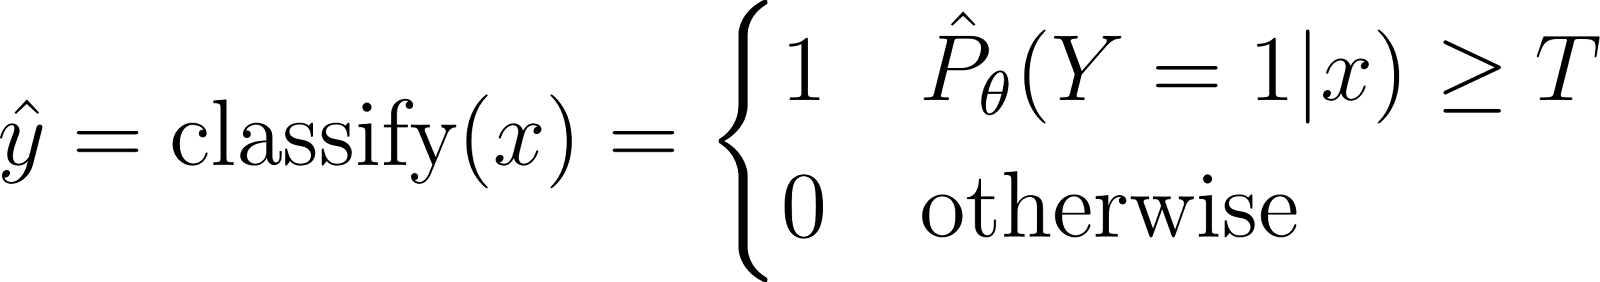 ŷ = classify(x) = { 1 P̂_θ(Y = 1|x) ≥ T
0 otherwise